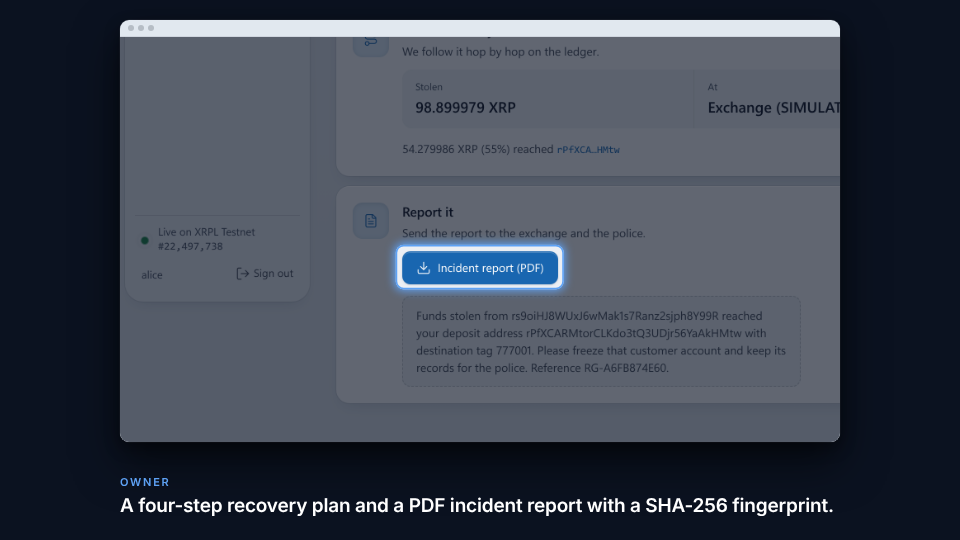 We follow it hop by hop on the ledger.
Stolen
98.899979 XRP
At
Exchange (SIMULAT
54.279986 XRP (55%) reached rPfXCA…HMtw
Report it
Send the report to the exchange and the police.
Incident report (PDF)
Funds stolen from rs9oiHJ8WUxJ6wMak1s7Ranz2sjph8Y99R reached
your deposit address rPfXCARMtorCLKdo3tQ3UDjr56YaAkHMtw with
destination tag 777001. Please freeze that customer account and keep its
records for the police. Reference RG-A6FB874E60.
Live on XRPL Testnet
#22,497,738
alice
Sign out
OWNER
A four-step recovery plan and a PDF incident report with a SHA-256 fingerprint.